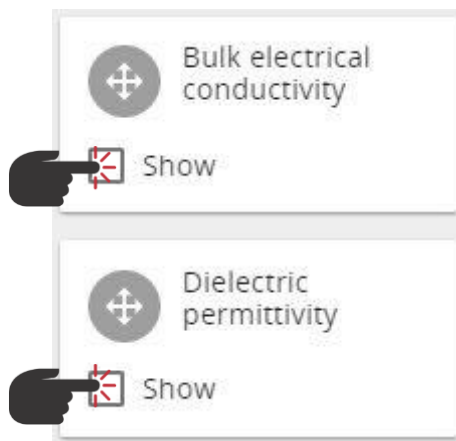 Bulk electrical
conductivity
Show
Dielectric
permittivity
Show